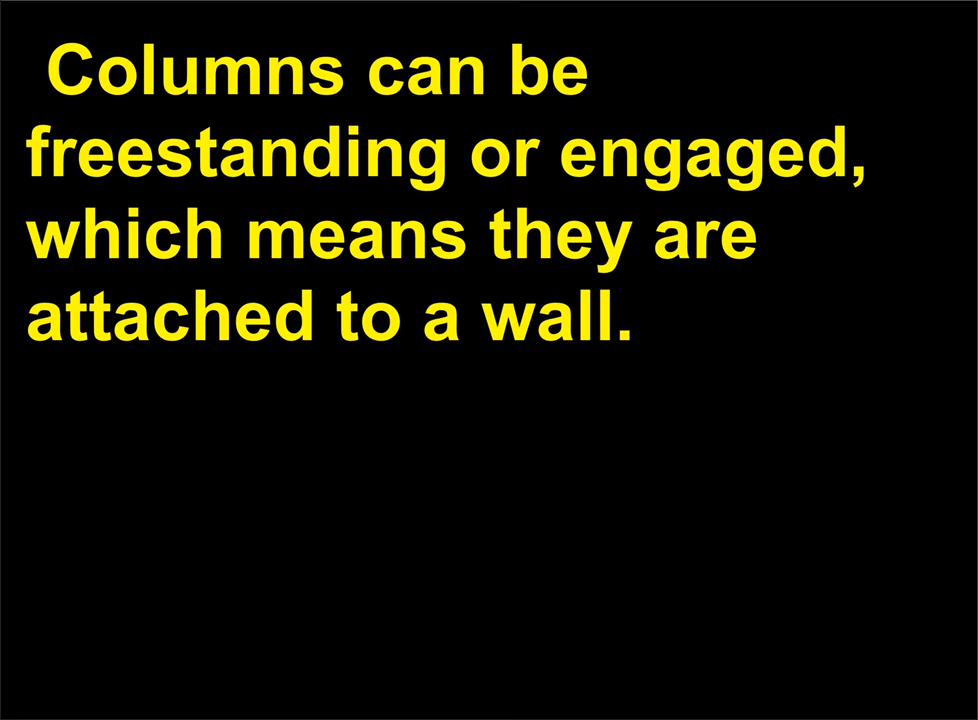 Columns can be
freestanding or engaged,
which means they are
attached to a wall.